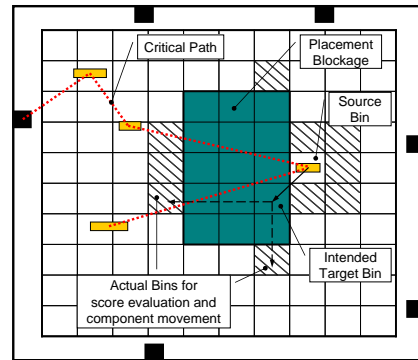 Critical Path
Placement
Blockage
Source
Bin
Intended
Target Bin
Actual Bins for
score evaluation and
component movement